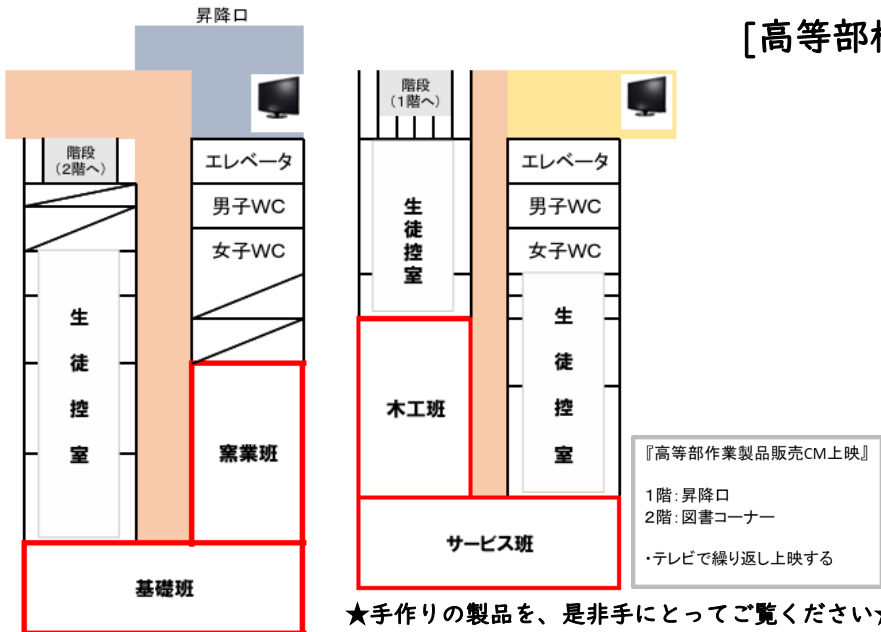 昇降口
[高等部
階段
(2階へ)
エレベータ
男子WC
女子WC
生徒控室
窯業班
基礎班
階段
(1階へ)
生徒控室
エレベータ
男子WC
女子WC
生徒控室
木工班
サービス班
『高等部作業製品販売CM上映』
1階:昇降口
2階:図書コーナー
・テレビで繰り返し上映する
★手作りの製品を、是非手にとってご覧ください★